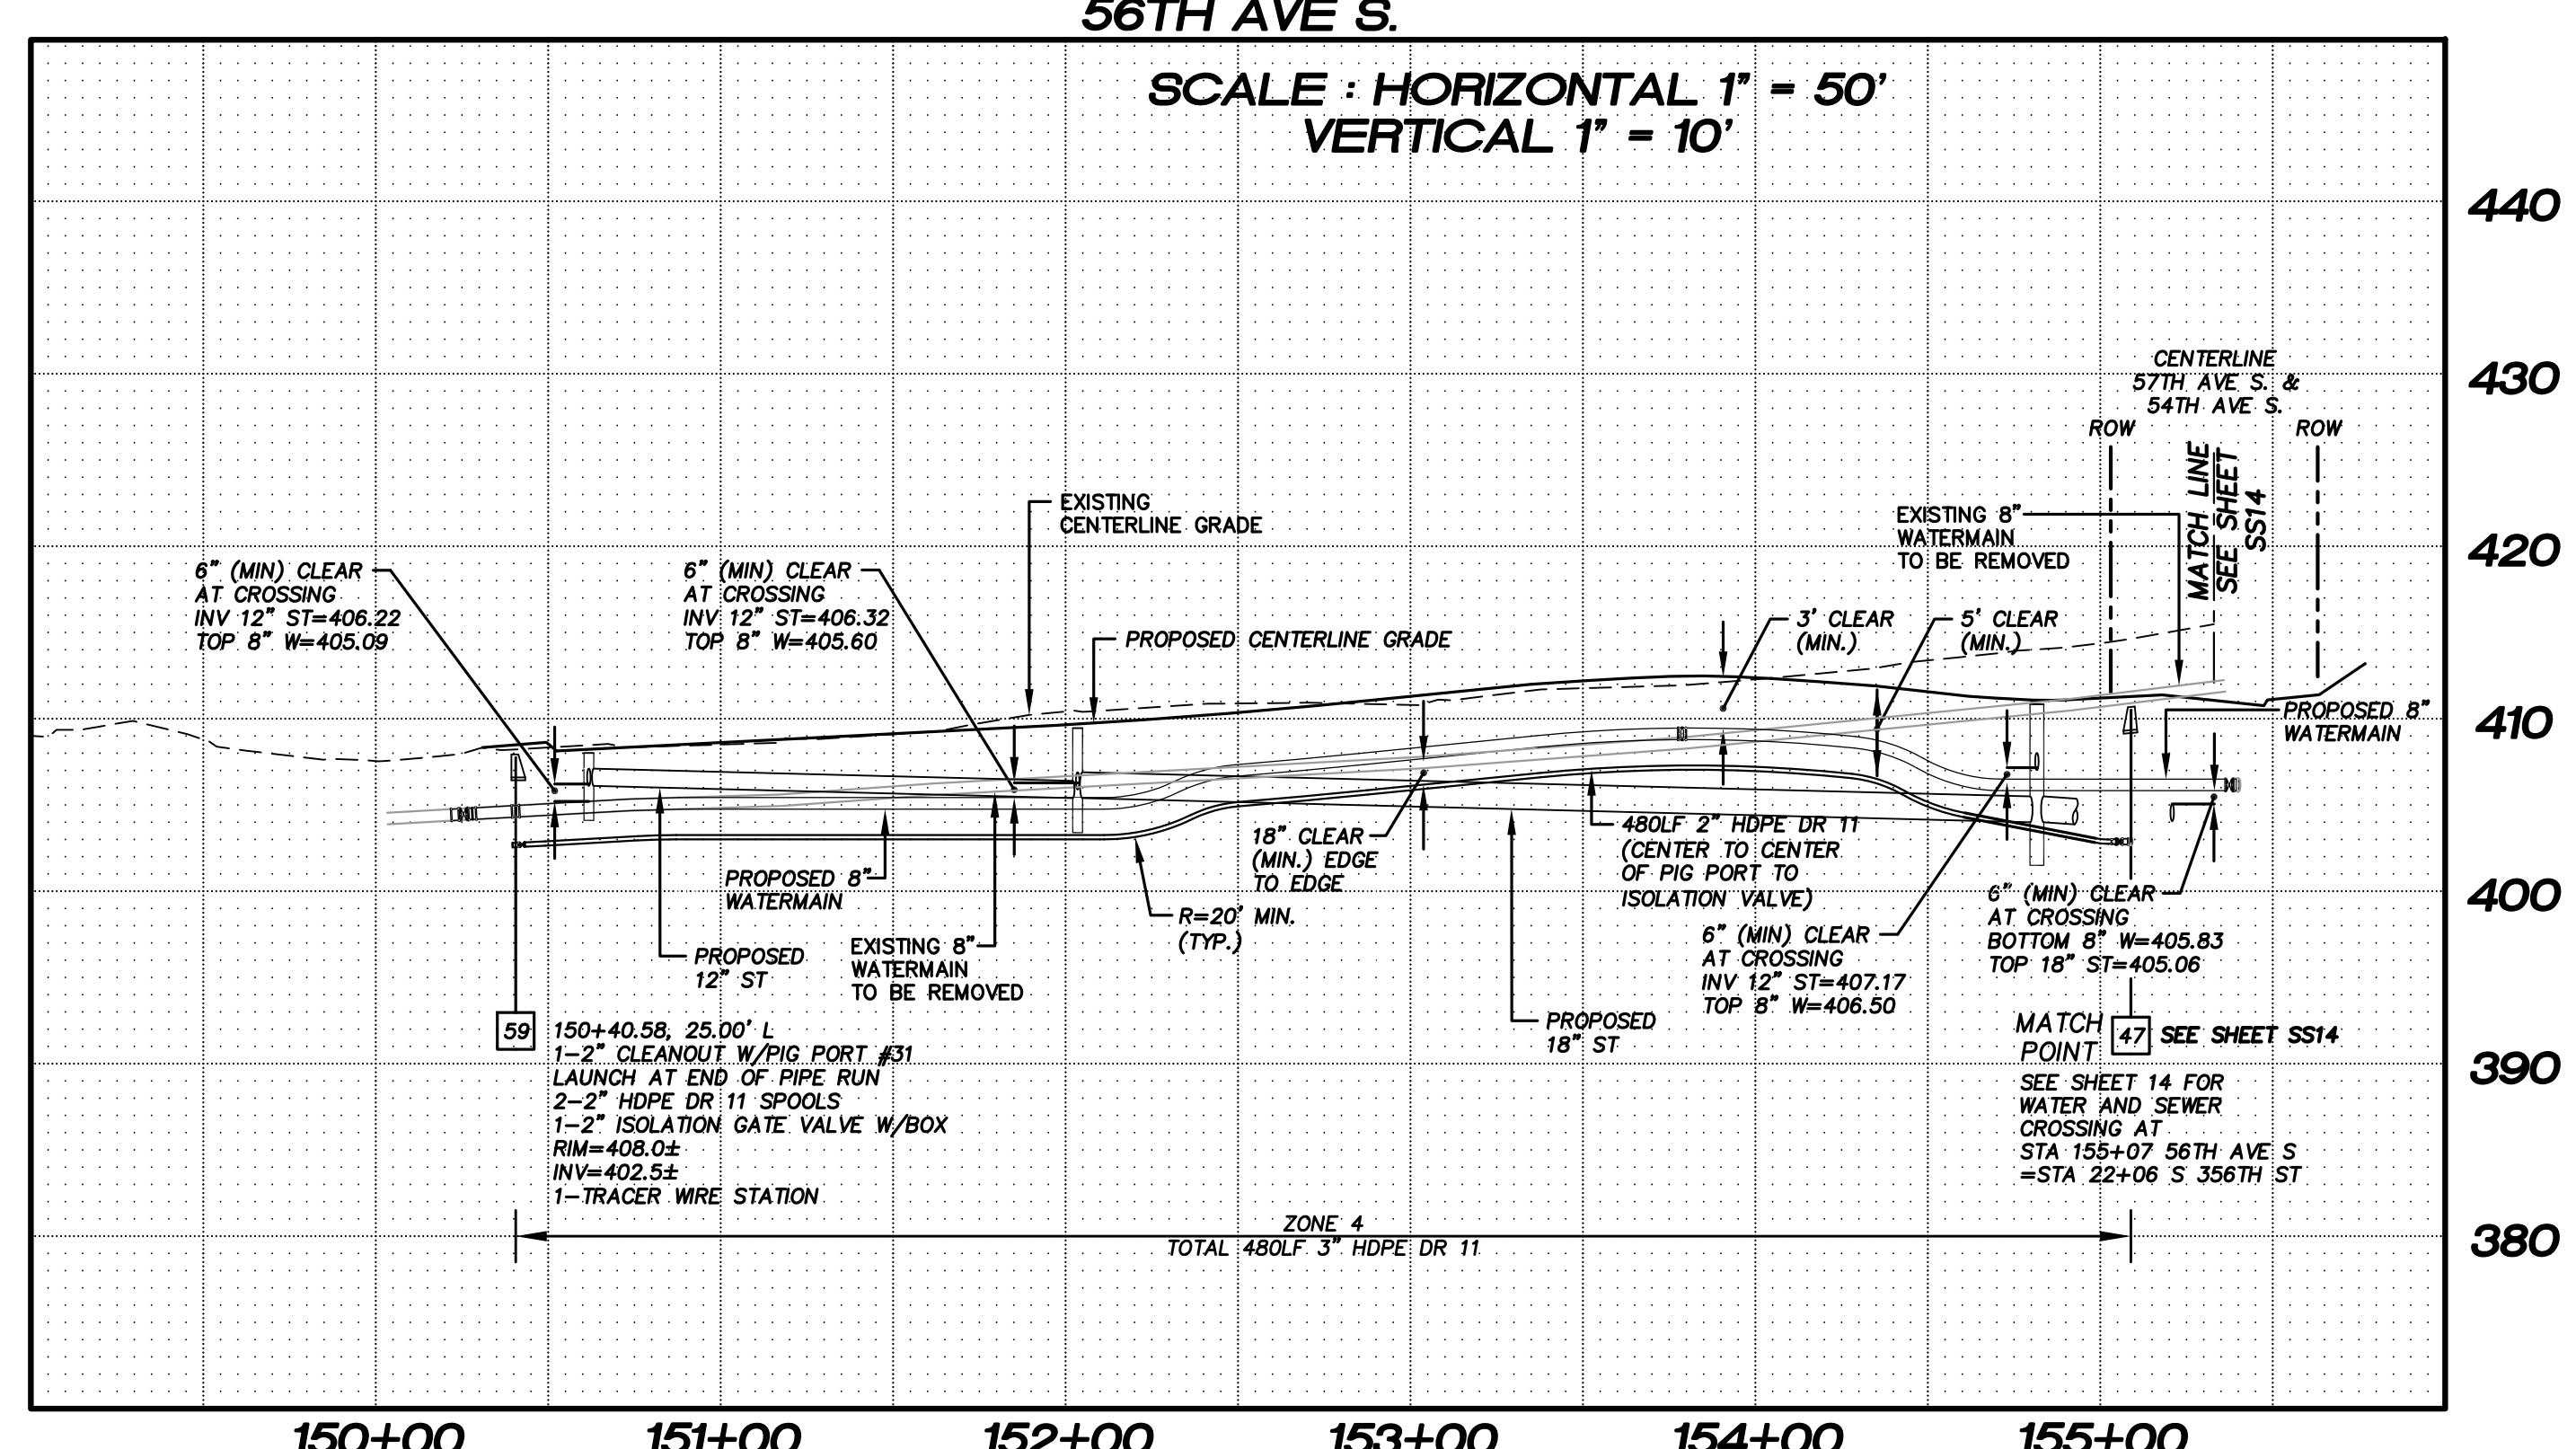 56TH AVE S.
SCALE : HORIZONTAL 1" = 50'
VERTICAL 1" = 10'
440
430
420
410
400
390
380
CENTERLINE
57TH AVE S. &
54TH AVE S.
ROW
ROW
MATCH LINE
SEE SHEET
SS14
EXISTING
CENTERLINE GRADE
EXISTING 8"
WATERMAIN
TO BE REMOVED
6" (MIN) CLEAR
AT CROSSING
INV 12" ST=406.22
TOP 8" W=405.09
6" (MIN) CLEAR
AT CROSSING
INV 12" ST=406.32
TOP 8" W=405.60
PROPOSED CENTERLINE GRADE
3' CLEAR
(MIN.)
5' CLEAR
(MIN.)
PROPOSED 8"
WATERMAIN
PROPOSED 8"
WATERMAIN
PROPOSED
12" ST
EXISTING 8"
WATERMAIN
TO BE REMOVED
R=20' MIN.
(TYP.)
18" CLEAR
(MIN.) EDGE
TO EDGE
480LF 2" HDPE DR 11
(CENTER TO CENTER
OF PIG PORT TO
ISOLATION VALVE)
6" (MIN) CLEAR
AT CROSSING
INV 12" ST=407.17
TOP 8" W=406.50
6" (MIN) CLEAR
AT CROSSING
BOTTOM 8" W=405.83
TOP 18" ST=405.06
PROPOSED
18" ST
59
150+40.58, 25.00' L
1-2" CLEANOUT W/PIG PORT #31
LAUNCH AT END OF PIPE RUN
2-2" HDPE DR 11 SPOOLS
1-2" ISOLATION GATE VALVE W/BOX
RIM=408.0±
INV=402.5±
1-TRACER WIRE STATION
MATCH
POINT
47
SEE SHEET SS14
SEE SHEET 14 FOR
WATER AND SEWER
CROSSING AT
STA 155+07 56TH AVE S
=STA 22+06 S 356TH ST
ZONE 4
TOTAL 480LF 3" HDPE DR 11
150+00
151+00
152+00
153+00
154+00
155+00